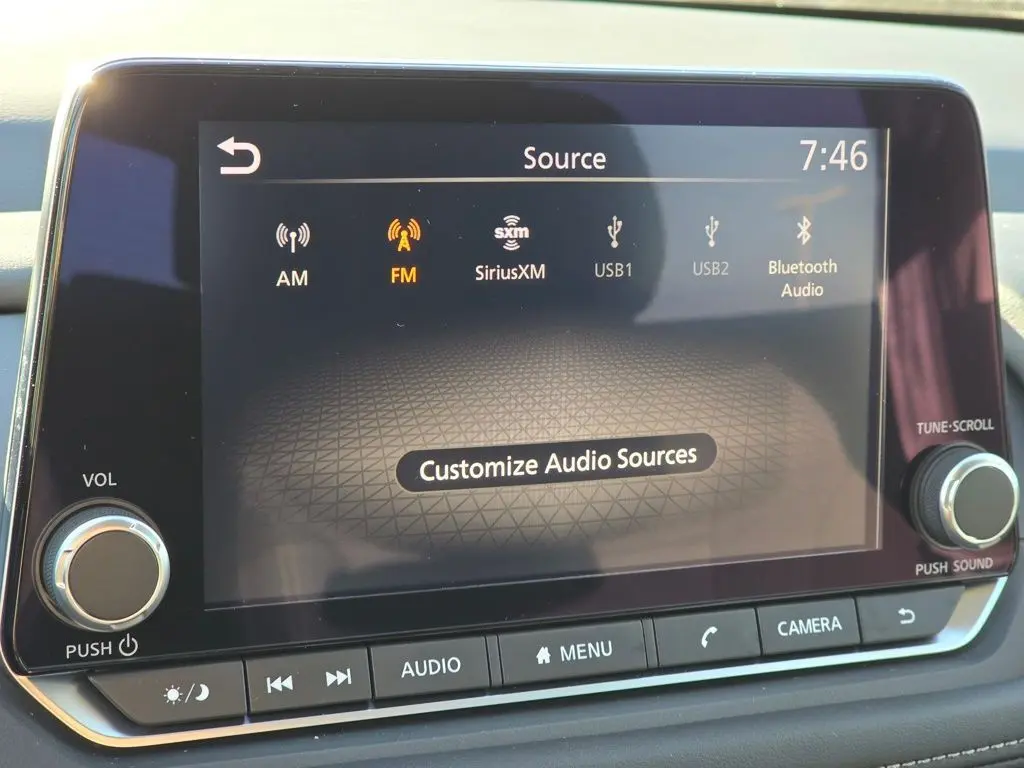 Source
7:46
AM
FM
sxm
SiriusXM
USB1
USB2
Bluetooth
Audio
Customize Audio Sources
VOL
PUSH
TUNE·SCROLL
PUSH SOUND
AUDIO
MENU
CAMERA